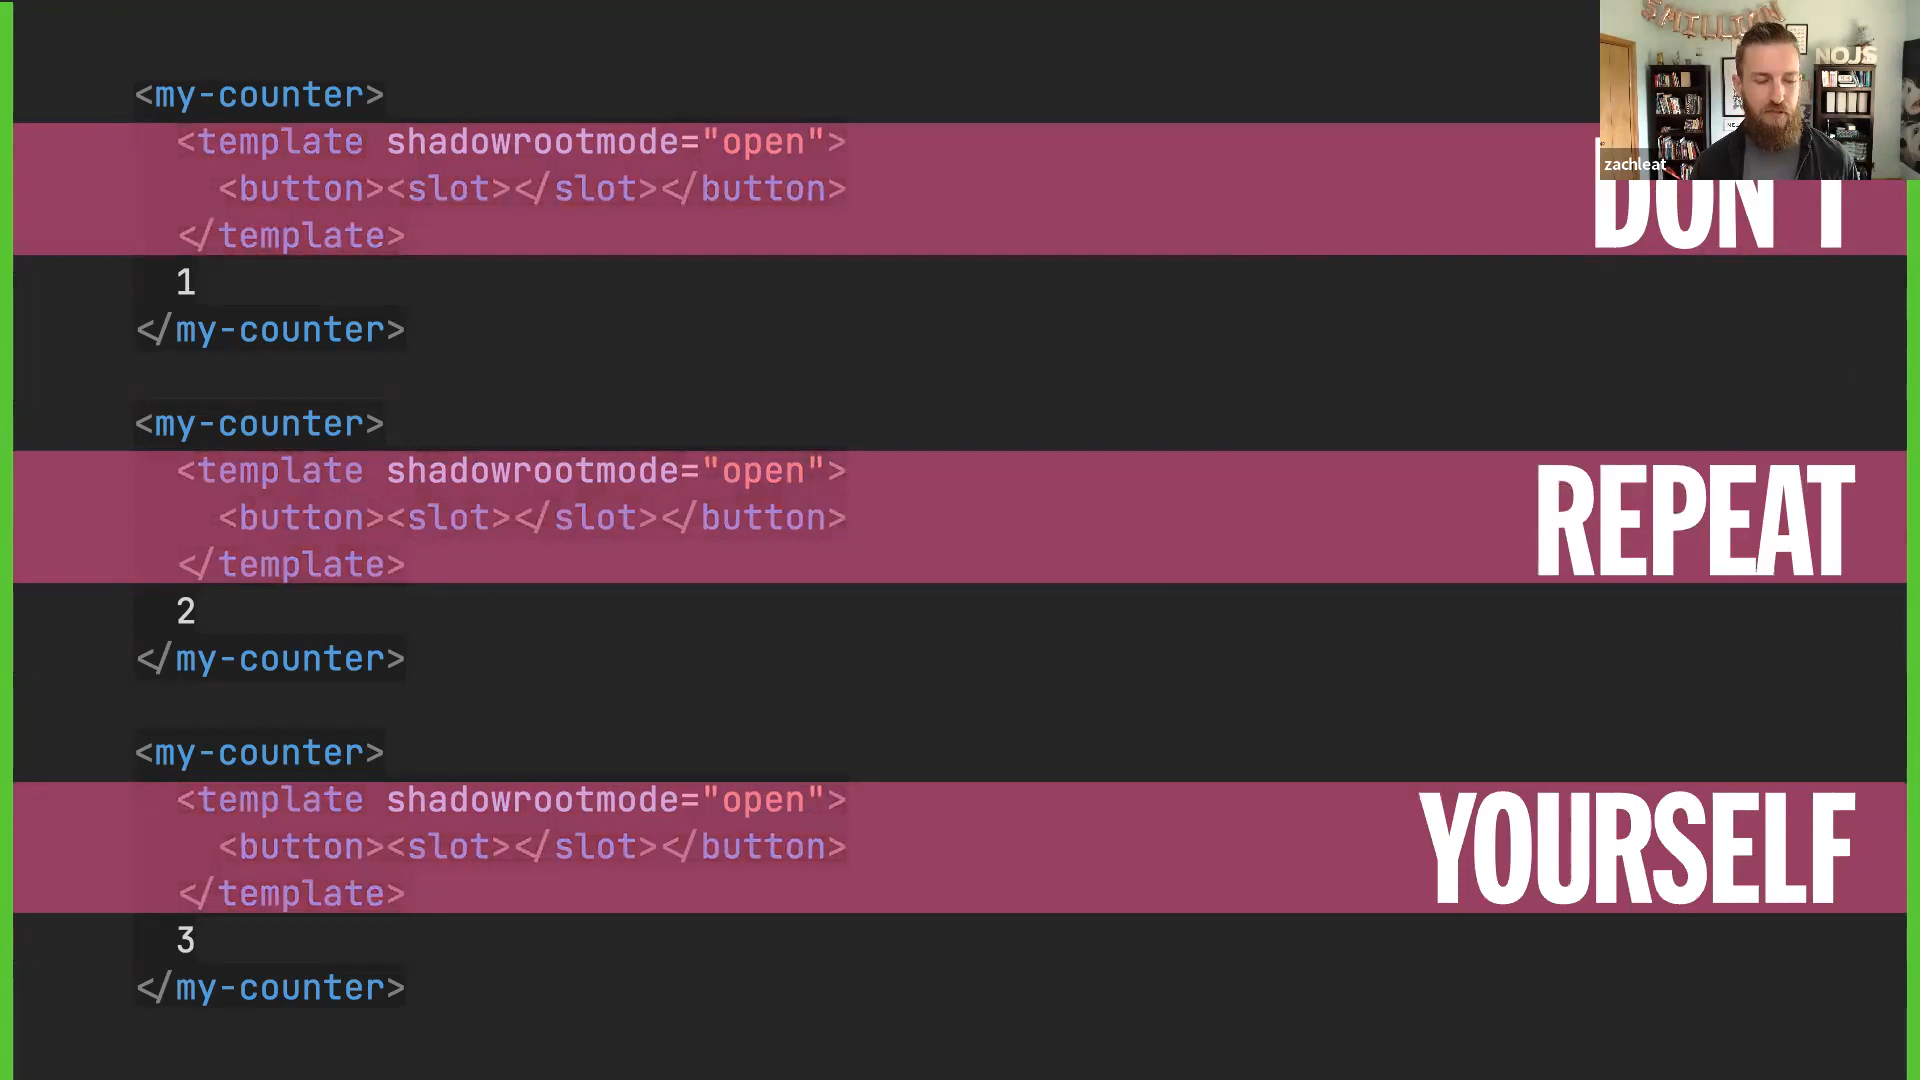 <my-counter>
<template shadowrootmode="open">
<button><slot></slot></button>
</template>
1
</my-counter>
<my-counter>
<template shadowrootmode="open">
<button><slot></slot></button>
</template>
2
</my-counter>
<my-counter>
<template shadowrootmode="open">
<button><slot></slot></button>
</template>
3
</my-counter>
NOJS
zachleat
DON'T
REPEAT
YOURSELF